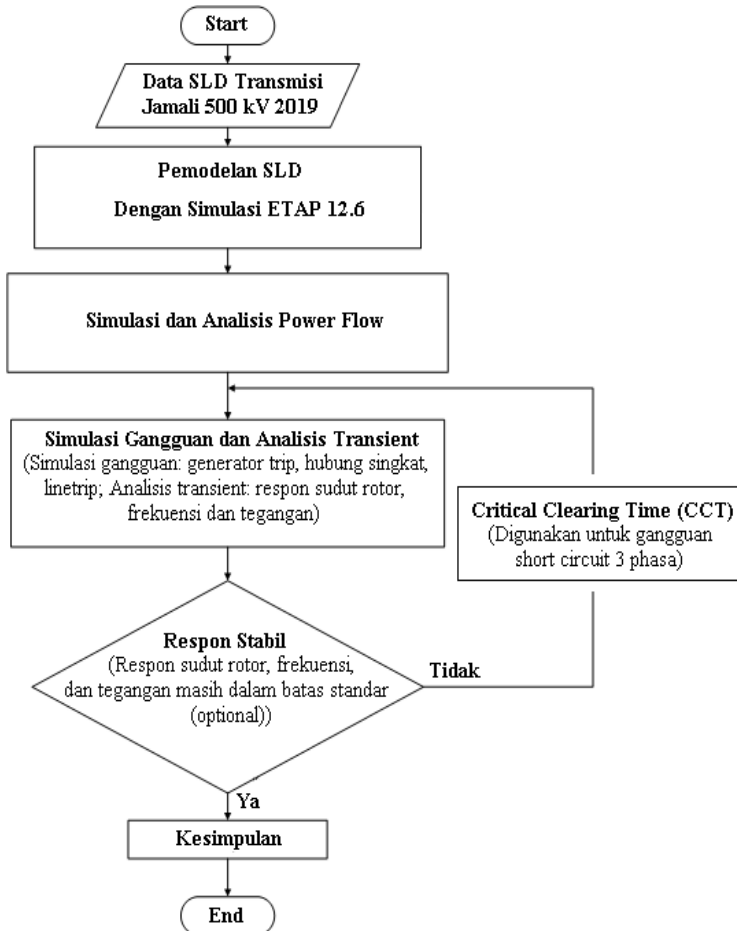 Start
Data SLD Transmisi
Jamali 500 kV 2019
Pemodelan SLD
Dengan Simulasi ETAP 12.6
Simulasi dan Analisis Power Flow
Simulasi Gangguan dan Analisis Transient
(Simulasi gangguan: generator trip, hubung singkat,
linetrip; Analisis transient: respon sudut rotor,
frekuensi dan tegangan)
Critical Clearing Time (CCT)
(Digunakan untuk gangguan
short circuit 3 phasa)
Respon Stabil
(Respon sudut rotor, frekuensi,
dan tegangan masih dalam batas standar
(optional))
Tidak
Ya
Kesimpulan
End